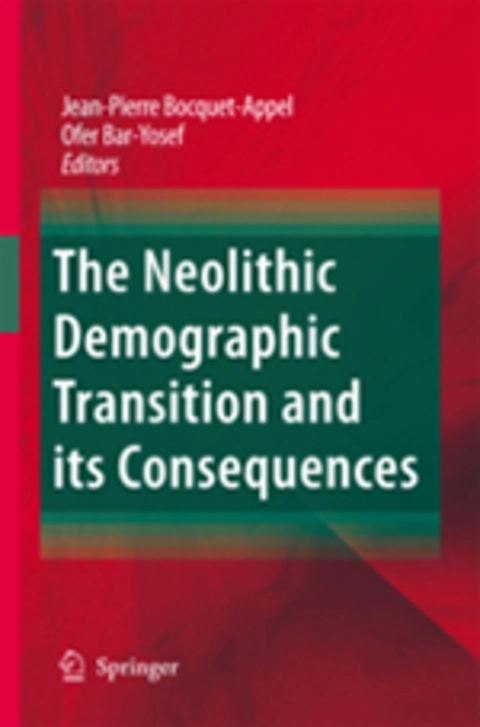 Jean-Pierre Bocquet-Appel
Ofer Bar-Yosef
Editors
The Neolithic
Demographic
Transition and
its Consequences
Springer